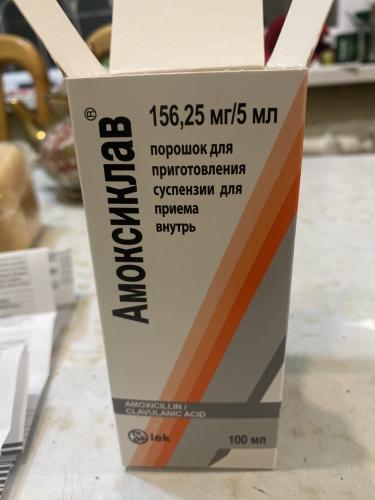 Амоксиклав®
156,25 мг/5 мл
порошок для
приготовления
суспензии для
приема
внутрь
AMOXICILLIN/
CLAVULANIC ACID
lek
100 мл